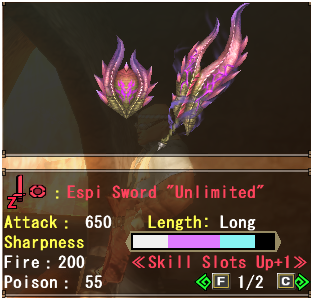 Z : Espi Sword "Unlimited"
Attack : 650 Length: Long
Sharpness
Fire : 200 ≪Skill Slots Up+1≫
Poison : 55 F 1/2 C